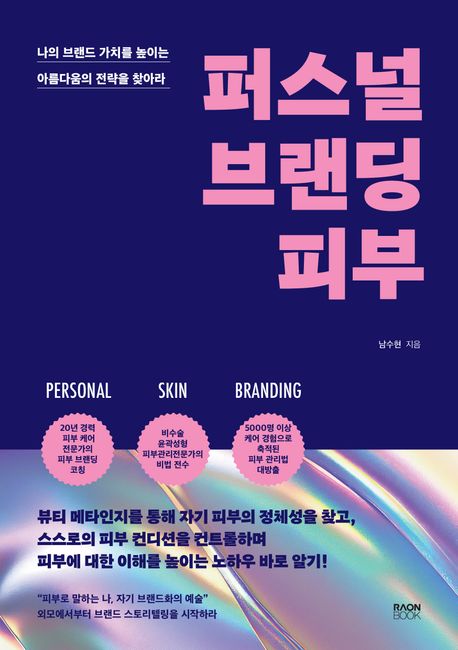 나의 브랜드 가치를 높이는
아름다움의 전략을 찾아라
퍼스널
브랜딩
피부
남수현 지음
PERSONAL
SKIN
BRANDING
20년 경력
피부 케어
전문가의
피부 브랜딩
코칭
비수술
윤곽성형
피부관리전문가의
비법 전수
5000명 이상
케어 경험으로
축적된
피부 관리법
대방출
뷰티 메타인지를 통해 자기 피부의 정체성을 찾고,
스스로의 피부 컨디션을 컨트롤하며
피부에 대한 이해를 높이는 노하우 바로 알기!
“피부로 말하는 나, 자기 브랜드화의 예술”
외모에서부터 브랜드 스토리텔링을 시작하라
RAON
BOOK